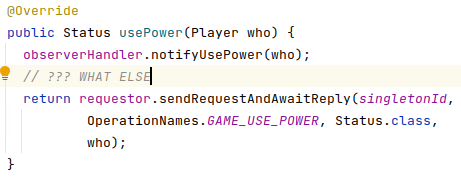 @Override
public Status usePower(Player who) {
observerHandler.notifyUsePower(who);
// ??? WHAT ELSE
return requestor.sendRequestAndAwaitReply(singletonId,
OperationNames.GAME_USE_POWER, Status.class,
who);
}